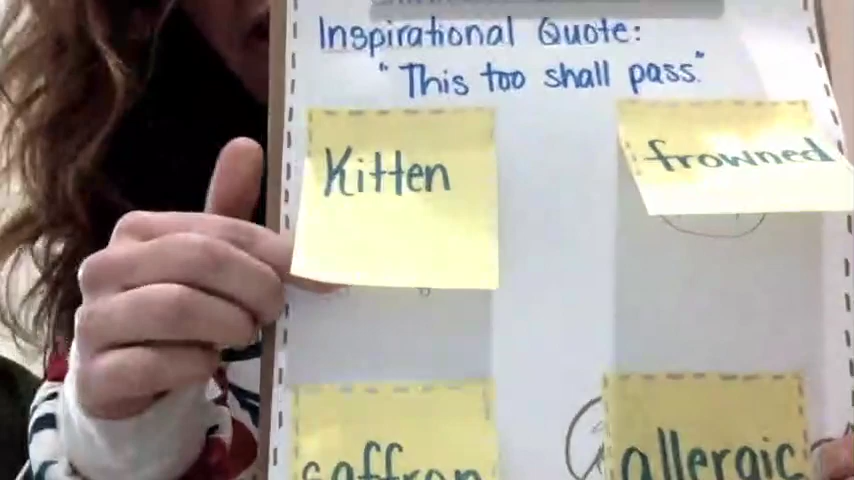 Inspirational Quote:
"This too shall pass."
Kitten
frowned
saffron
allergic